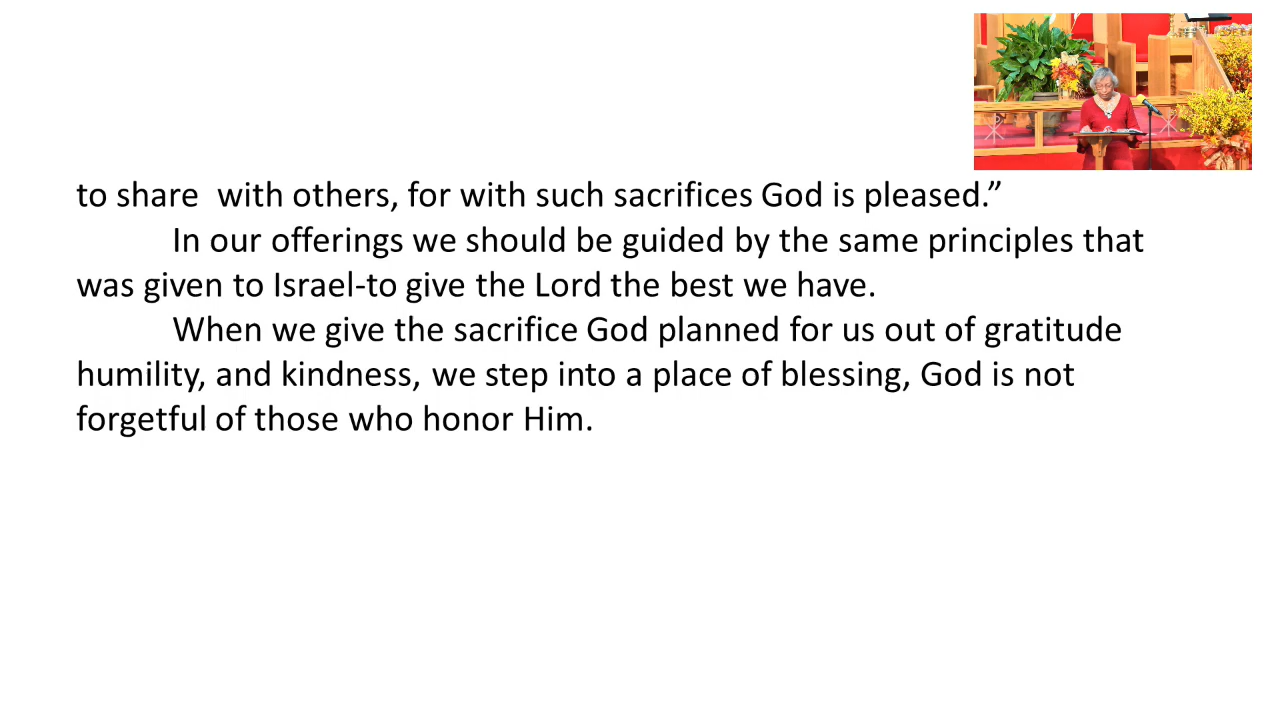 to share  with others, for with such sacrifices God is pleased.”
In our offerings we should be guided by the same principles that
was given to Israel-to give the Lord the best we have.
When we give the sacrifice God planned for us out of gratitude
humility, and kindness, we step into a place of blessing, God is not
forgetful of those who honor Him.